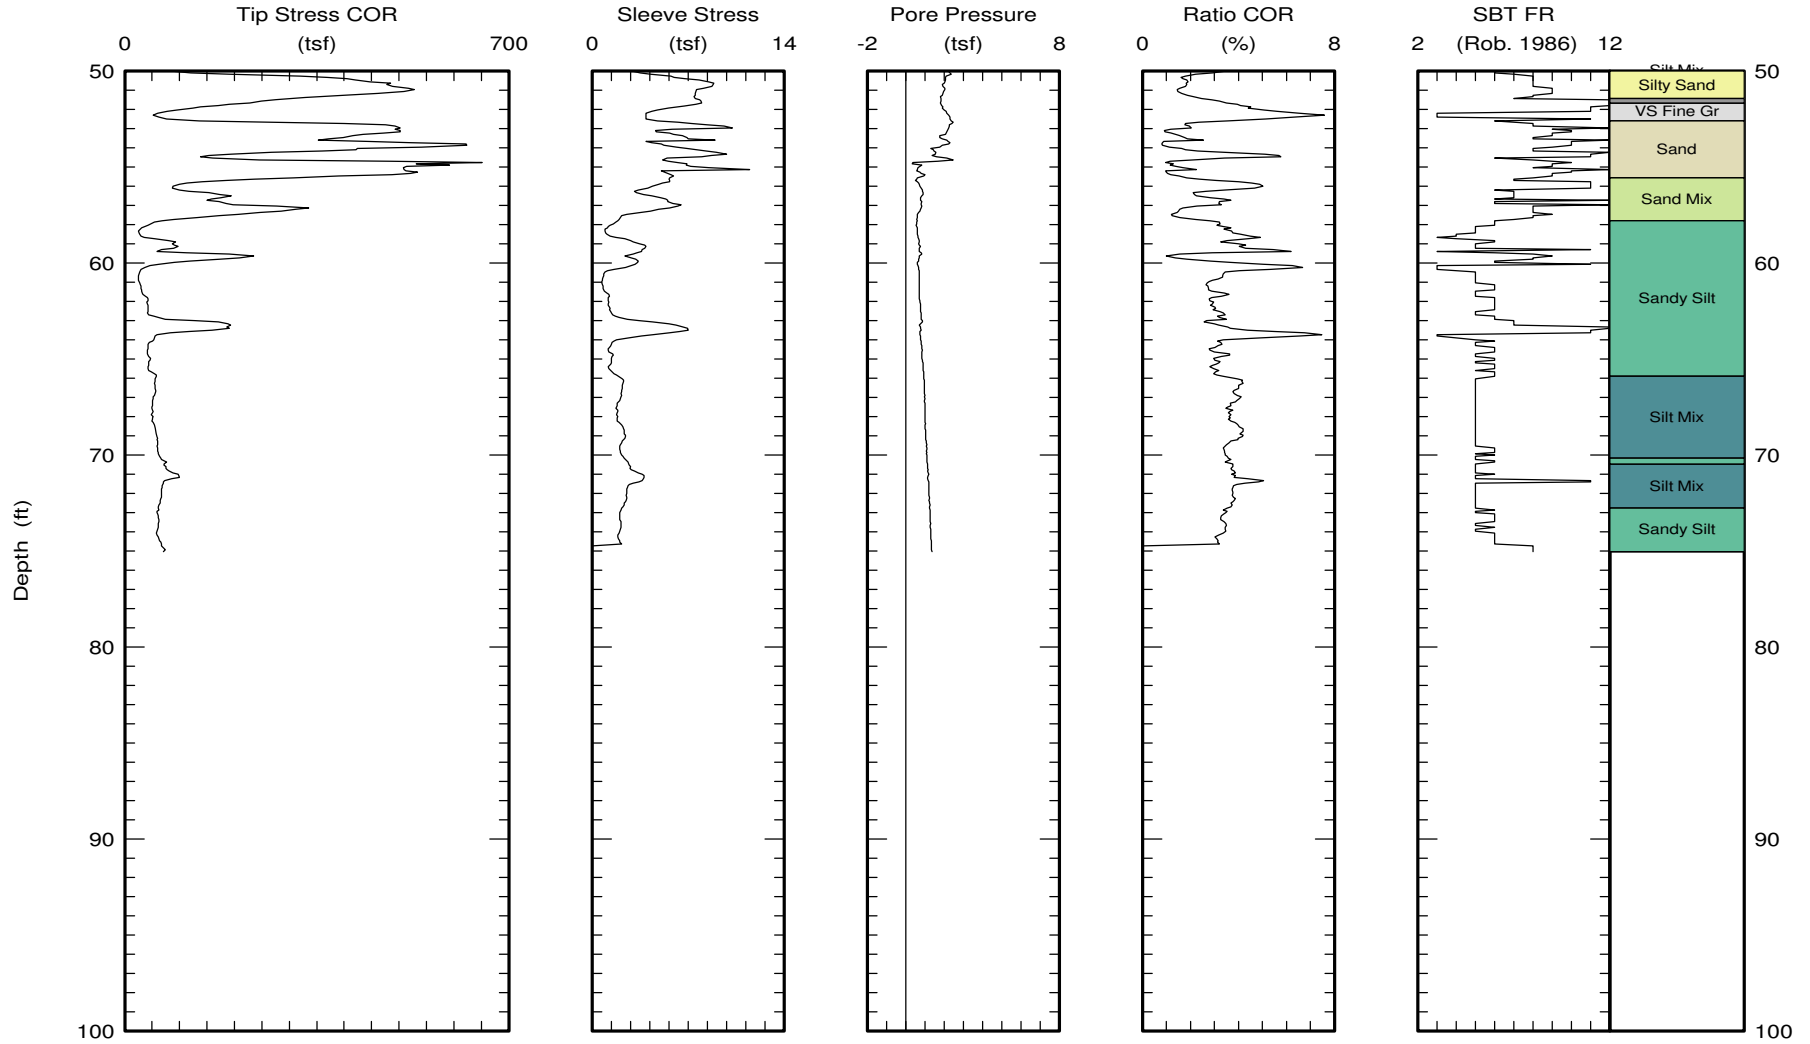 Tip Stress COR Sleeve Stress Pore Pressure Ratio COR SBT FR
0 (tsf) 700 0 (tsf) 14 -2 (tsf) 8 0 (%) 8 2 (Rob. 1986) 12
Silt Mix
50 50
Silty Sand
VS Fine Gr
Sand
Sand Mix
60 60
Sandy Silt
Silt Mix
70 70
Silt Mix
Sandy Silt
Depth (ft)
80 80
90 90
100 100